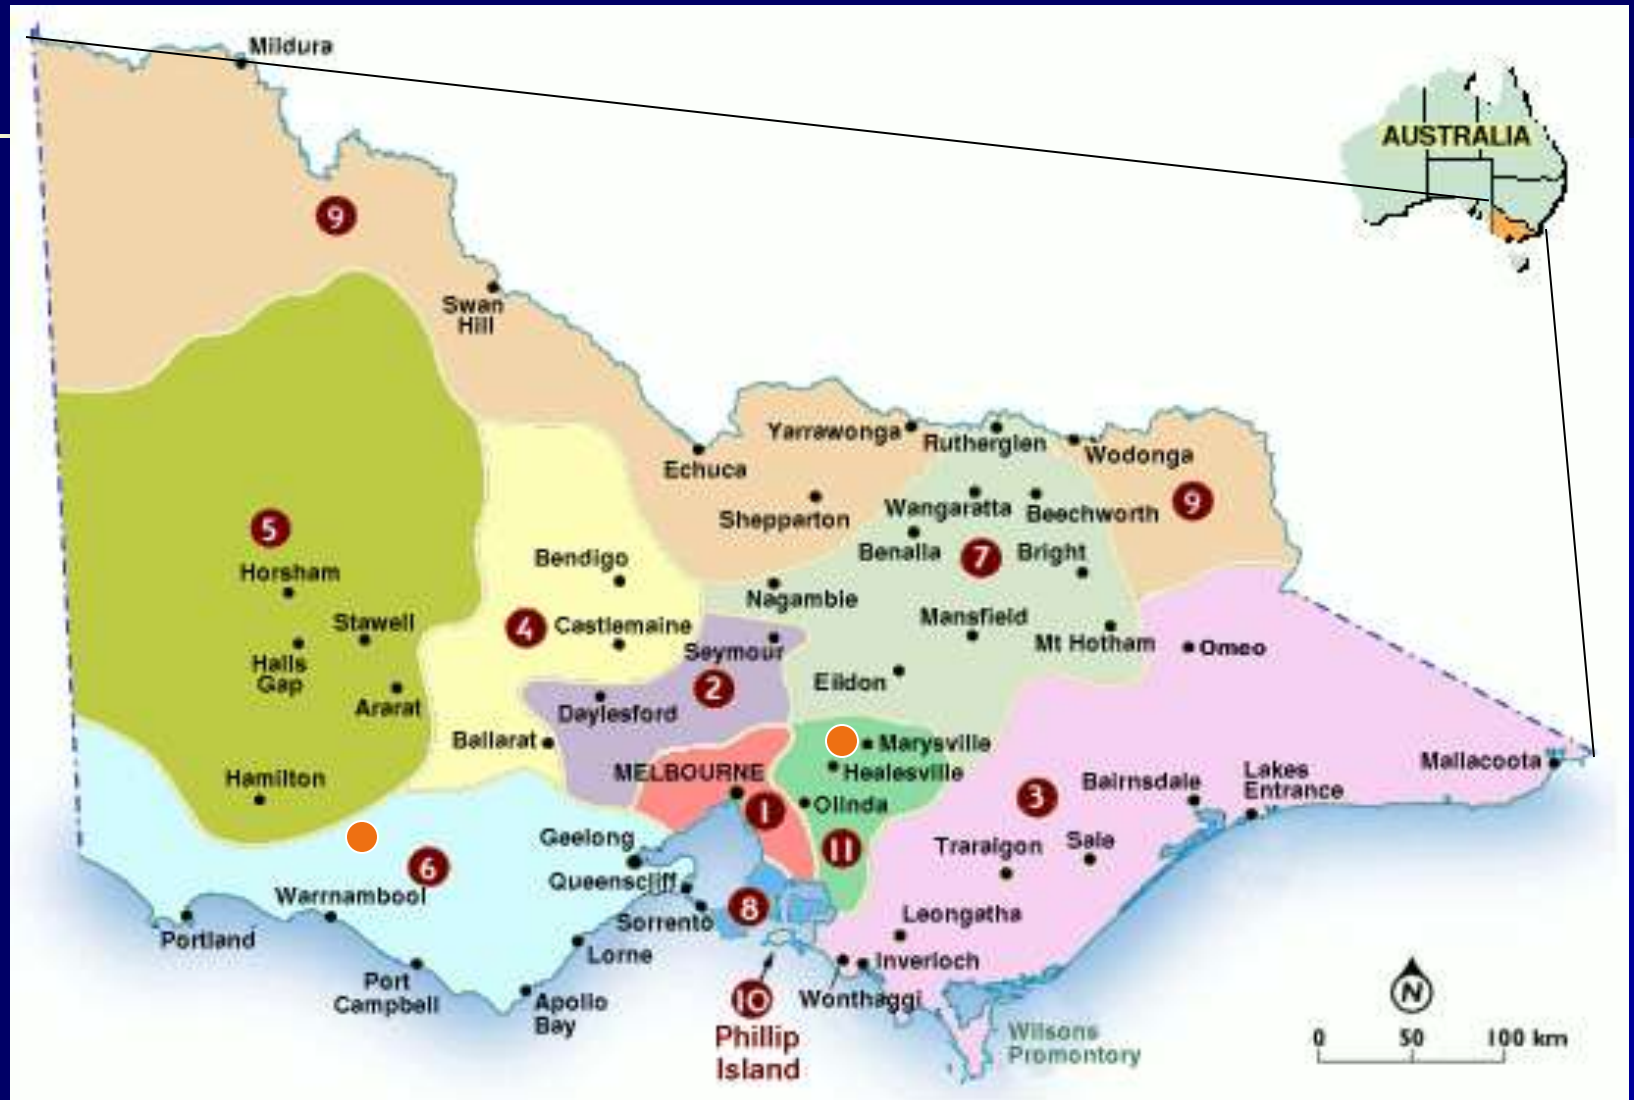 Mildura
AUSTRALIA
9
Swan
Hill
Yarrawonga
Rutherglen
Wodonga
Echuca
Shepparton
Wangaratta
Beechworth
9
5
Benalla
7
Bright
Bendigo
Horsham
Nagambie
Stawell
4
Castlemaine
Mansfield
Mt Hotham
Omeo
Seymour
Halls
Gap
Eildon
2
Ararat
Daylesford
Ballarat
Marysville
Mallacoota
MELBOURNE
Healesville
Hamilton
Bairnsdale
Lakes
Entrance
3
1
Olinda
Geelong
11
Traralgon
Sale
6
Queenscliff
Warrnambool
8
Sorrento
Leongatha
Portland
Lorne
Inverloch
Port
Campbell
Apollo
Bay
10
Wonthaggi
Phillip
Island
Wilsons
Promontory
N
0 50 100 km